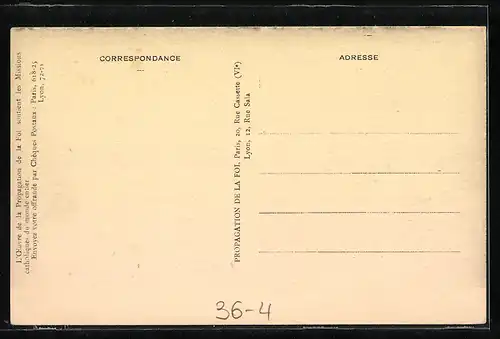 CORRESPONDANCE
ADRESSE
L'Œuvre de la Propagation de la Foi soutient les Missions
catholiques du monde entier.
Envoyez votre offrande par Chèques Postaux : Paris, 618-25
Lyon, 72-71
PROPAGATION DE LA FOI, Paris, 20, Rue Cassette (VIe)
Lyon, 12, Rue Sala
36-4